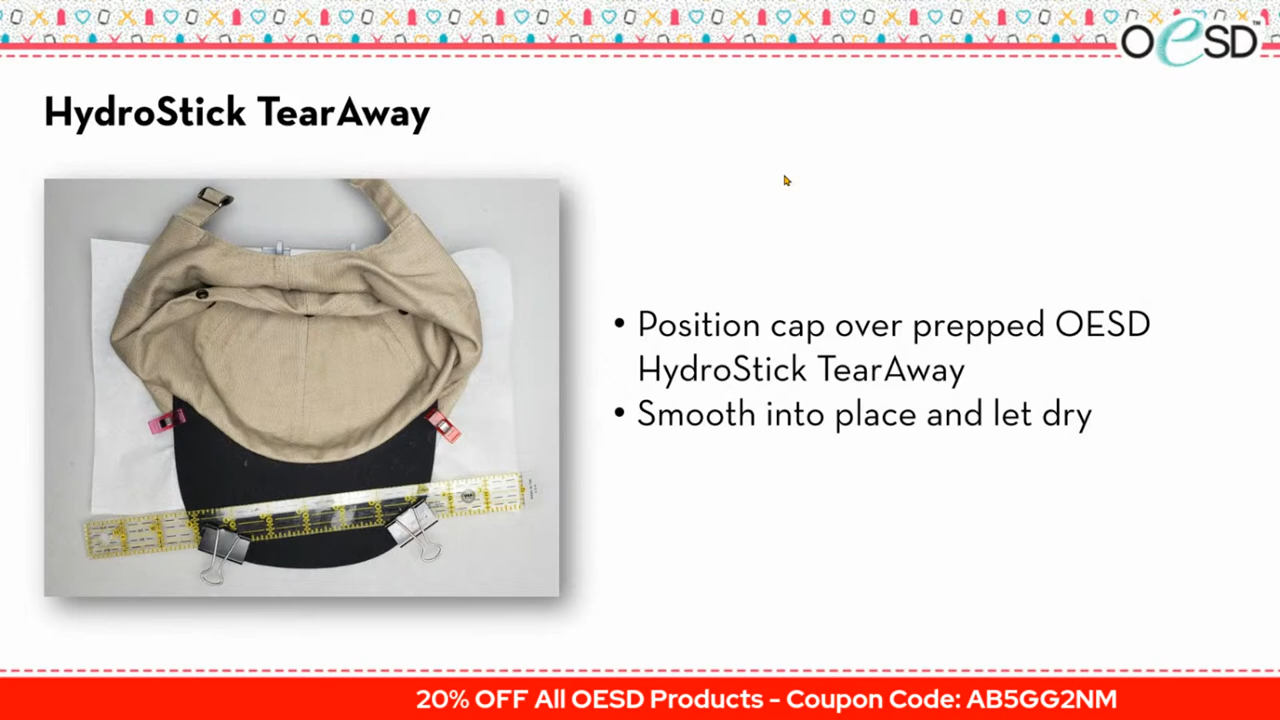 OESD™
HydroStick TearAway
• Position cap over prepped OESD
HydroStick TearAway
• Smooth into place and let dry
20% OFF All OESD Products - Coupon Code: AB5GG2NM